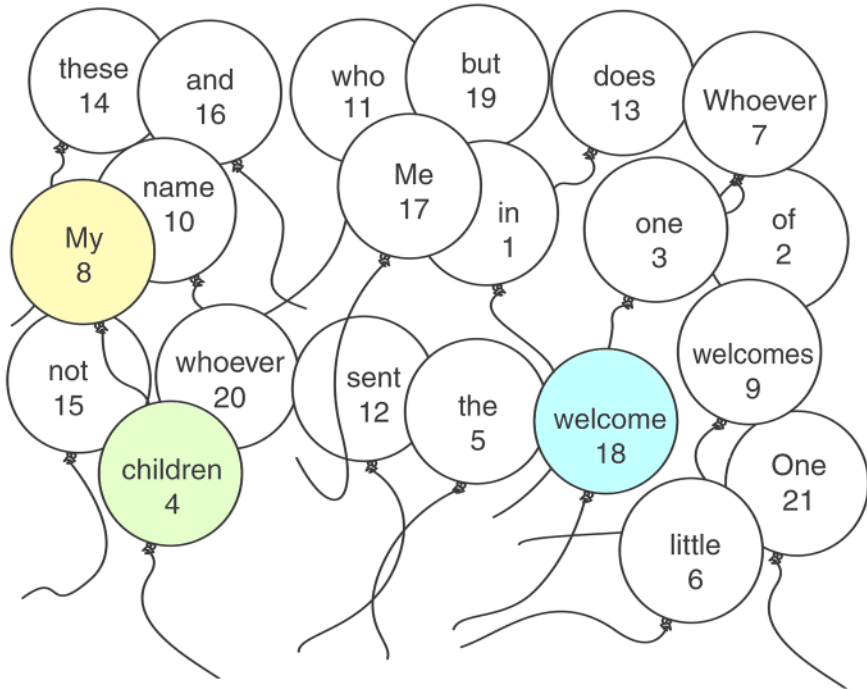 these
14
and
16
who
11
but
19
does
13
Whoever
7
name
10
Me
17
in
1
one
3
of
2
My
8
not
15
whoever
20
sent
12
the
5
welcome
18
welcomes
9
children
4
One
21
little
6